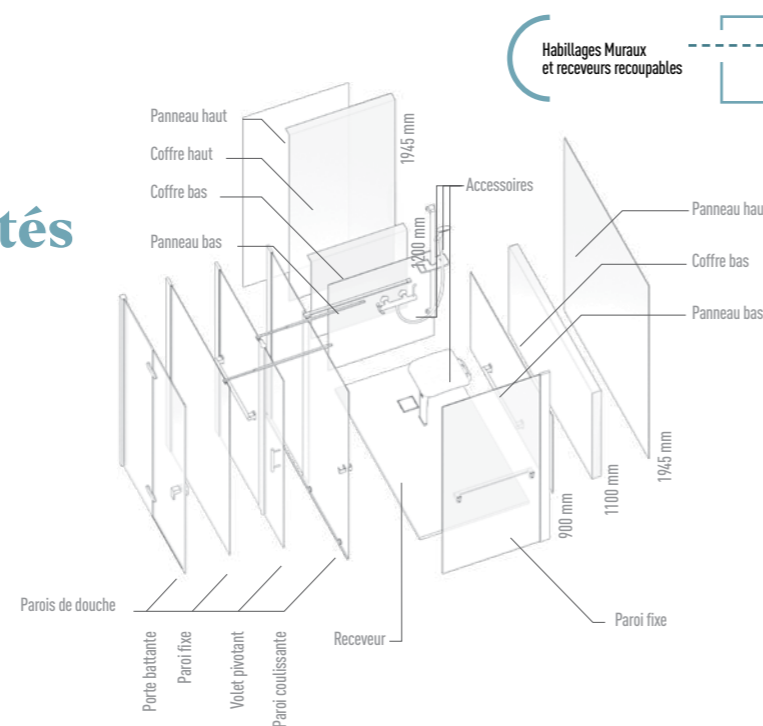 Habillages Muraux
et receveurs recoupables
tés
Panneau haut
Coffre haut
Coffre bas
Panneau bas
1945 mm
1200 mm
Accessoires
Panneau hau
Coffre bas
Panneau bas
1945 mm
1100 mm
900 mm
Parois de douche
Porte battante
Paroi fixe
Volet pivotant
Paroi coulissante
Receveur
Paroi fixe